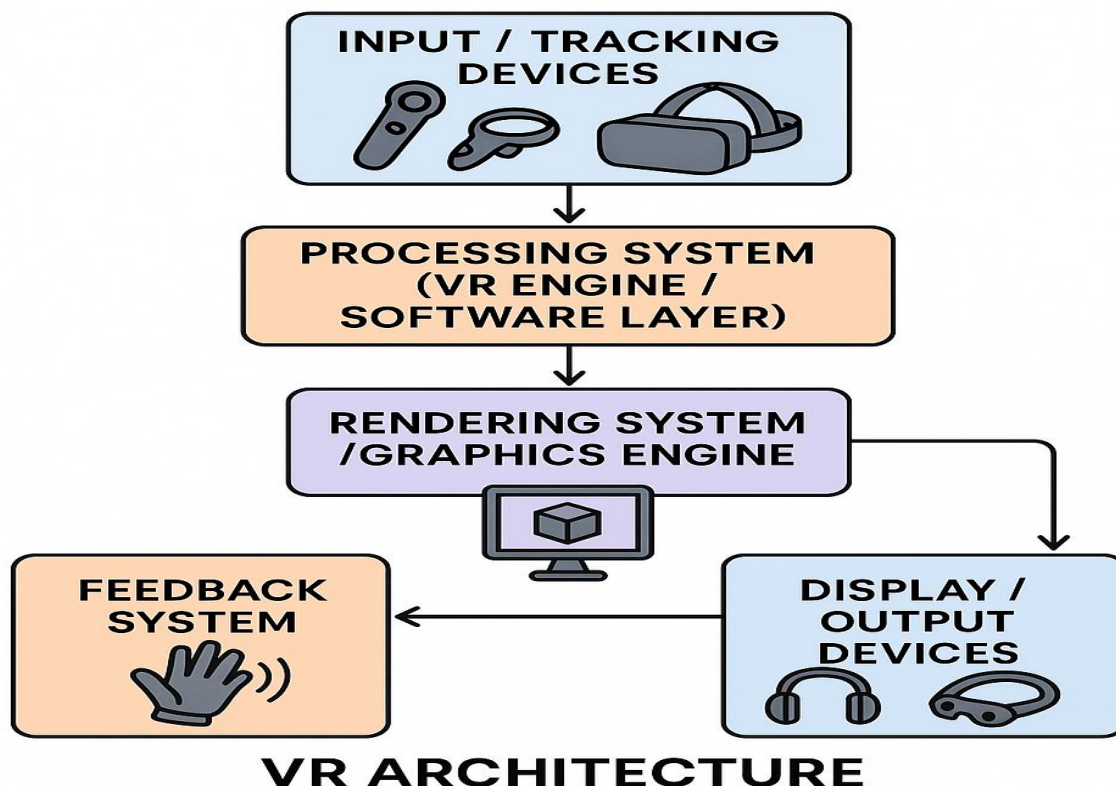 INPUT / TRACKING
DEVICES
PROCESSING SYSTEM
(VR ENGINE /
SOFTWARE LAYER)
RENDERING SYSTEM
/GRAPHICS ENGINE
FEEDBACK
SYSTEM
DISPLAY /
OUTPUT
DEVICES
VR ARCHITECTURE